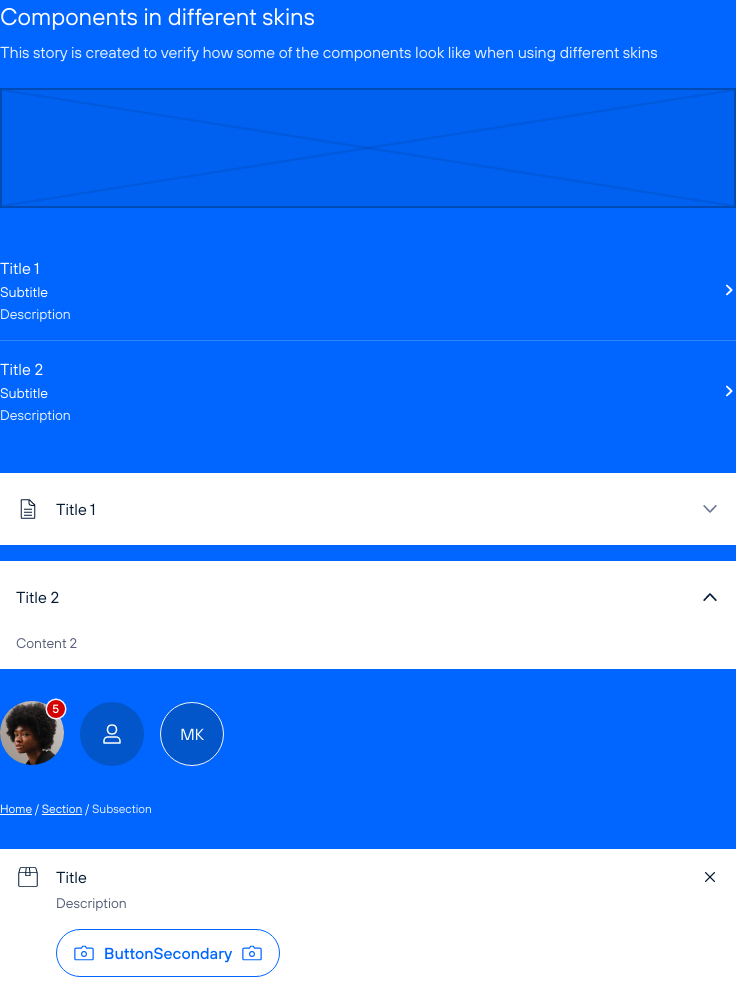 Components in different skins
This story is created to verify how some of the components look like when using different skins
Title 1
Subtitle
Description
Title 2
Subtitle
Description
Title 1
Title 2
Content 2
5
MK
Home / Section / Subsection
Title
Description
ButtonSecondary